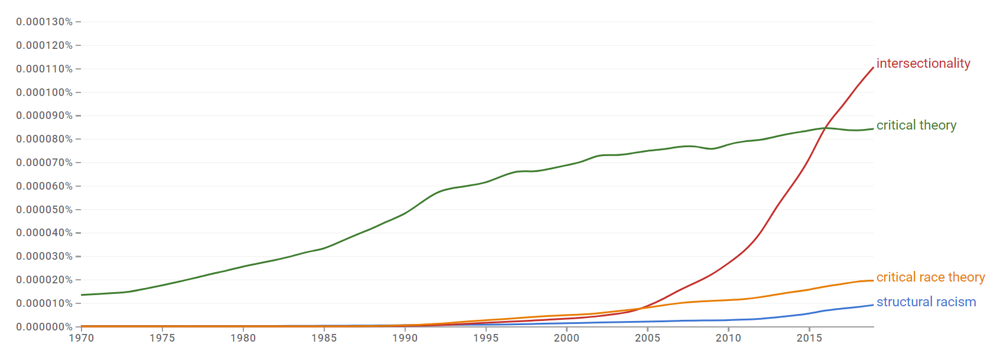 0.000130%
0.000120%
0.000110%
intersectionality
0.000100%
0.000090%
critical theory
0.000080%
0.000070%
0.000060%
0.000050%
0.000040%
0.000030%
0.000020%
critical race theory
0.000010%
structural racism
0.000000%
1970 1975 1980 1985 1990 1995 2000 2005 2010 2015